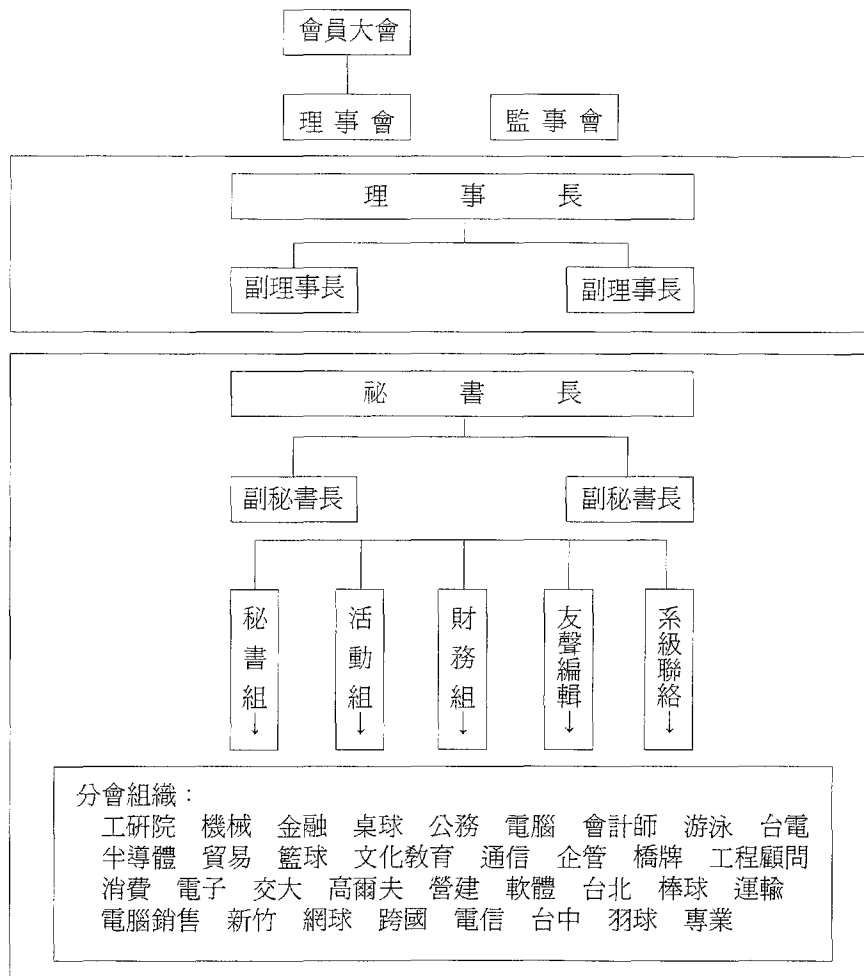 會員大會
理事會 監事會
理事長
副理事長 副理事長
祕書長
副秘書長 副秘書長
秘書組↓ 活動組↓ 財務組↓ 友聲編輯↓ 系級聯絡↓
分會組織：
工研院 機械 金融 桌球 公務 電腦 會計師 游泳 台電
半導體 貿易 籃球 文化教育 通信 企管 橋牌 工程顧問
消費 電子 交大 高爾夫 營建 軟體 台北 棒球 運輸
電腦銷售 新竹 網球 跨國 電信 台中 羽球 專業